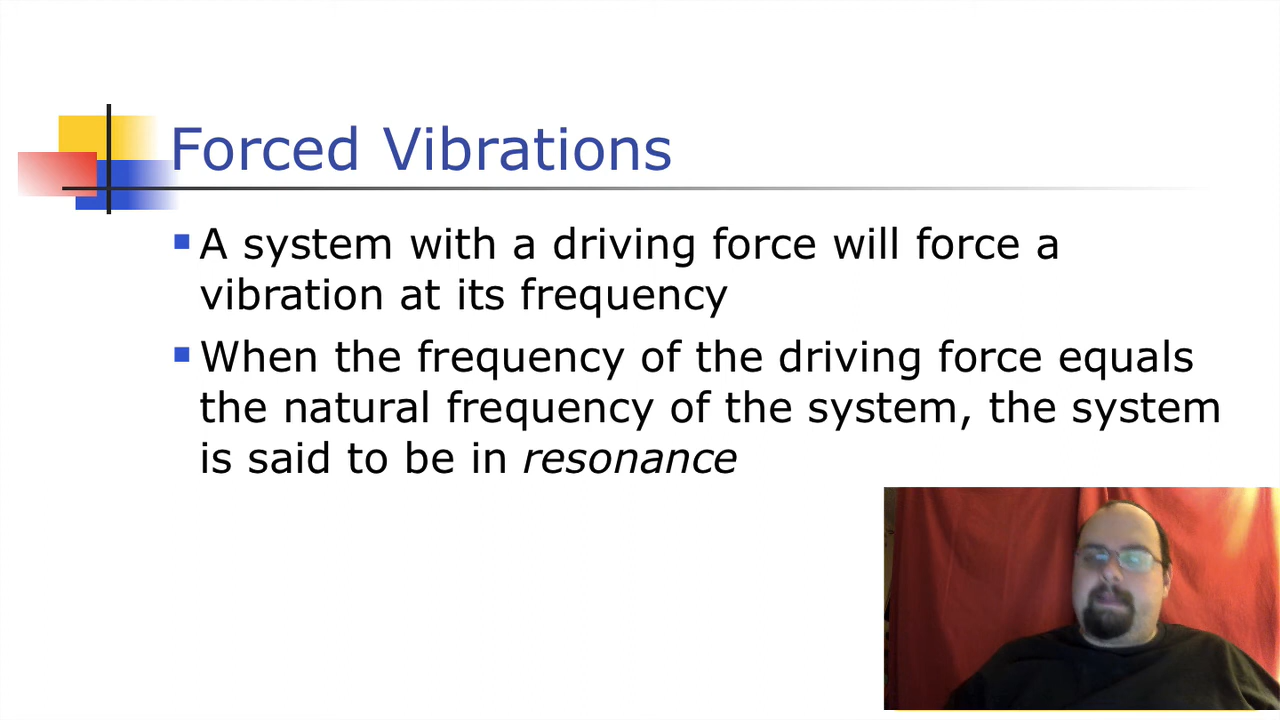 Forced Vibrations
A system with a driving force will force a
vibration at its frequency
When the frequency of the driving force equals
the natural frequency of the system, the system
is said to be in resonance